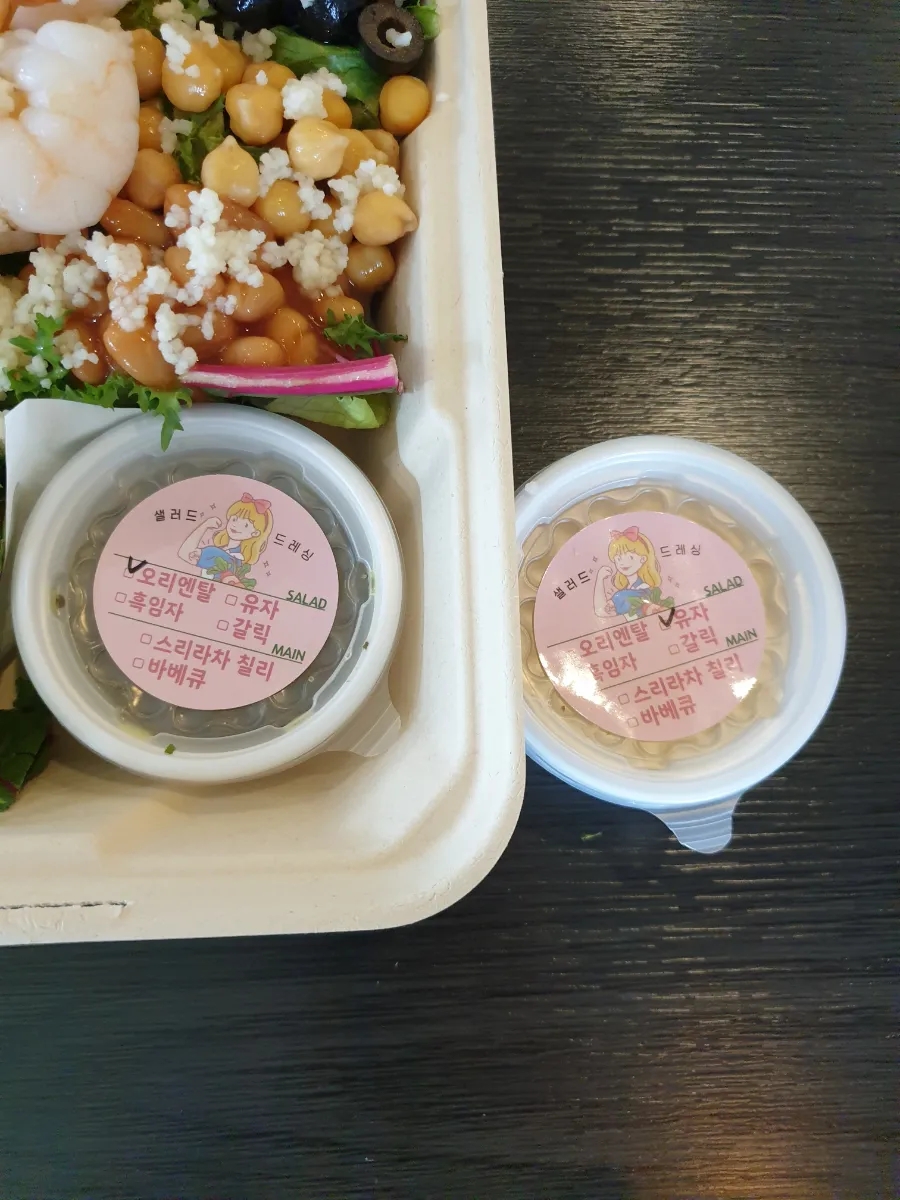 샐러드 드레싱
□오리엔탈 □유자
SALAD
□흑임자 □갈릭
MAIN
□스리라차 칠리
□바베큐
샐러드 드레싱
오리엔탈 유자
SALAD
흑임자 □갈릭
MAIN
□스리라차 칠리
□바베큐